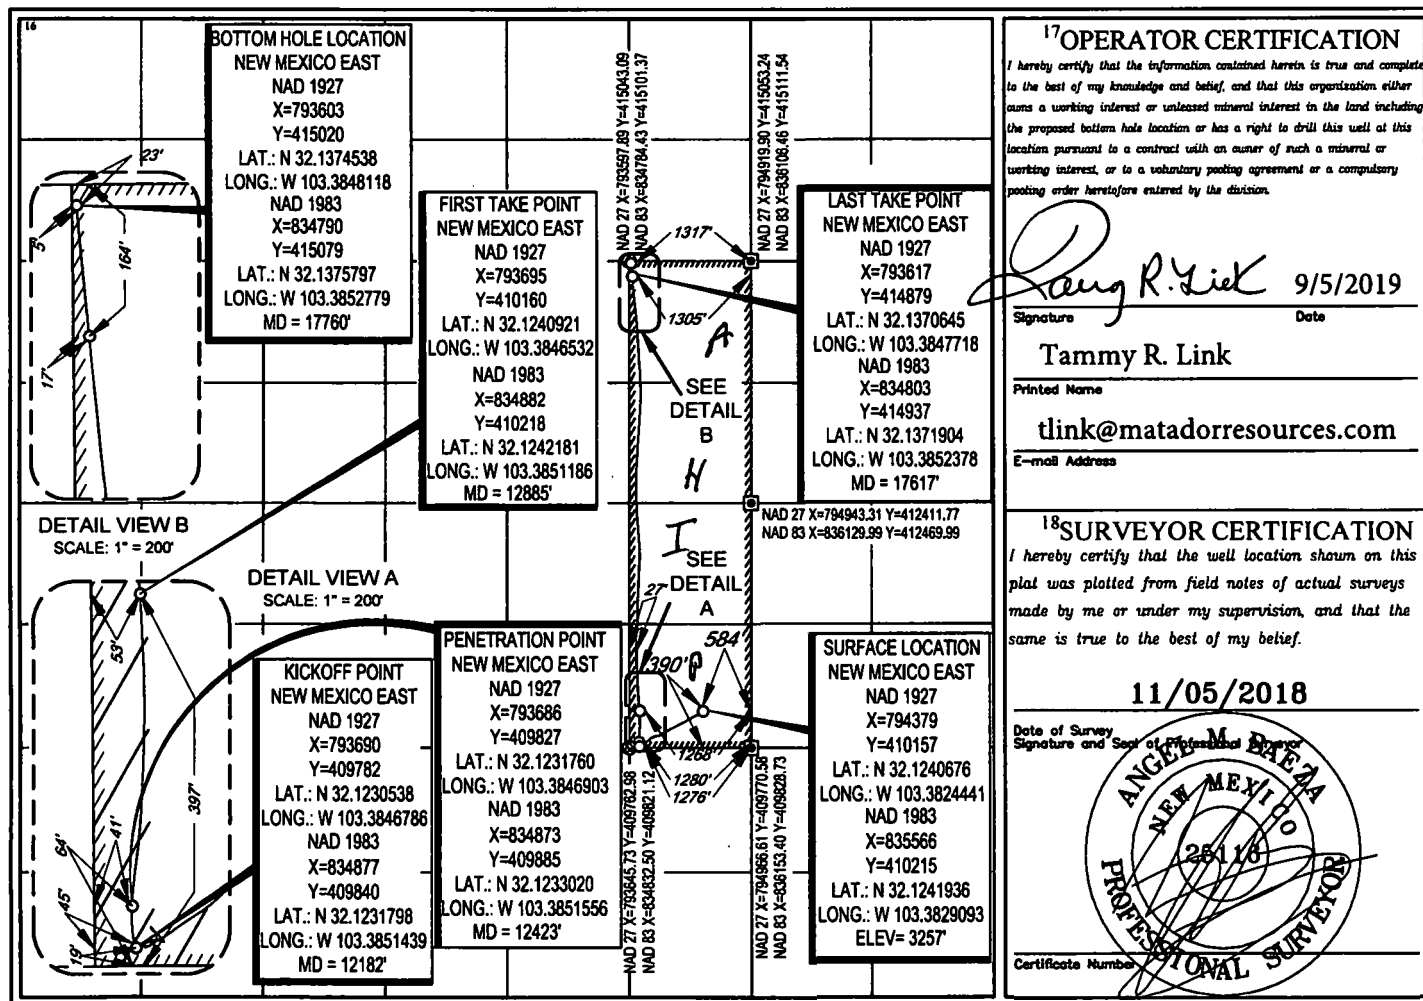 16
BOTTOM HOLE LOCATION
NEW MEXICO EAST
NAD 1927
X=793603
Y=415020
LAT.: N 32.1374538
LONG.: W 103.3848118
NAD 1983
X=834790
Y=415079
LAT.: N 32.1375797
LONG.: W 103.3852779
MD = 17760'
23'
5'
164'
17'
DETAIL VIEW B
SCALE: 1" = 200'
FIRST TAKE POINT
NEW MEXICO EAST
NAD 1927
X=793695
Y=410160
LAT.: N 32.1240921
LONG.: W 103.3846532
NAD 1983
X=834882
Y=410218
LAT.: N 32.1242181
LONG.: W 103.3851186
MD = 12885'
NAD 27 X=793597.89 Y=415043.09
NAD 83 X=834784.43 Y=415101.37
NAD 27 X=794919.90 Y=415053.24
NAD 83 X=836106.46 Y=415111.54
1317'
1305'
A
SEE
DETAIL
B
H
I
SEE
DETAIL
A
LAST TAKE POINT
NEW MEXICO EAST
NAD 1927
X=793617
Y=414879
LAT.: N 32.1370645
LONG.: W 103.3847718
NAD 1983
X=834803
Y=414937
LAT.: N 32.1371904
LONG.: W 103.3852378
MD = 17617'
NAD 27 X=794943.31 Y=412411.77
NAD 83 X=836129.99 Y=412469.99
DETAIL VIEW A
SCALE: 1" = 200'
53'
397'
64'
41'
45'
19'
KICKOFF POINT
NEW MEXICO EAST
NAD 1927
X=793690
Y=409782
LAT.: N 32.1230538
LONG.: W 103.3846786
NAD 1983
X=834877
Y=409840
LAT.: N 32.1231798
LONG.: W 103.3851439
MD = 12182'
PENETRATION POINT
NEW MEXICO EAST
NAD 1927
X=793686
Y=409827
LAT.: N 32.1231760
LONG.: W 103.3846903
NAD 1983
X=834873
Y=409885
LAT.: N 32.1233020
LONG.: W 103.3851556
MD = 12423'
27'
390'
P
584'
1268'
1280'
1276'
NAD 27 X=793645.73 Y=409762.98
NAD 83 X=834832.50 Y=409821.12
NAD 27 X=794966.61 Y=409770.58
NAD 83 X=836153.40 Y=409828.73
SURFACE LOCATION
NEW MEXICO EAST
NAD 1927
X=794379
Y=410157
LAT.: N 32.1240676
LONG.: W 103.3824441
NAD 1983
X=835566
Y=410215
LAT.: N 32.1241936
LONG.: W 103.3829093
ELEV= 3257'
17OPERATOR CERTIFICATION
I hereby certify that the information contained herein is true and complete
to the best of my knowledge and belief, and that this organization either
owns a working interest or unleased mineral interest in the land including
the proposed bottom hole location or has a right to drill this well at this
location pursuant to a contract with an owner of such a mineral or
working interest, or to a voluntary pooling agreement or a compulsory
pooling order heretofore entered by the division.
9/5/2019
Signature Date
Tammy R. Link
Printed Name
tlink@matadorresources.com
E-mail Address
18SURVEYOR CERTIFICATION
I hereby certify that the well location shown on this
plat was plotted from field notes of actual surveys
made by me or under my supervision, and that the
same is true to the best of my belief.
11/05/2018
Date of Survey
Signature and Seal of Professional Surveyor
ANGEL M. BAEZA
NEW MEXICO
25116
PROFESSIONAL SURVEYOR
Certificate Number